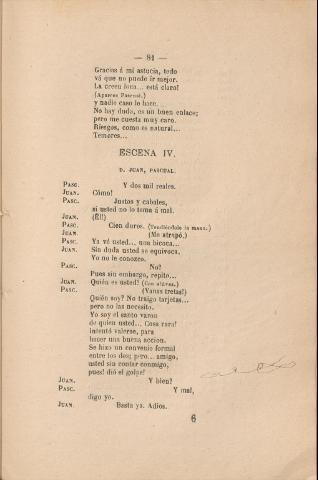 — 81 —
Gracias á mi astucia, todo
vá que no puede ir mejor.
La creen loca... está claro!
(Aparece Pascual.)
y nadie caso le hace.
No hay duda, es un buen enlace;
pero me cuesta muy caro.
Riesgos, como es natural...
Temores...
ESCENA IV.
D. JUAN, PASCUAL.
PASC. Y dos mil reales.
JUAN. Cómo!
PASC. Justos y cabales,
si usted no lo toma á mal.
JUAN. (Él!)
PASC. Cien duros. (Tendiéndole la mano.)
JUAN. (Me atrapó.)
PASC. Ya vé usted... una bicoca...
JUAN. Sin duda usted se equivoca.
Yo no le conozco.
PASC. No?
Pues sin embargo, repito...
JUAN. Quién es usted? (Con altivez.)
PASC. (Vanas tretas!)
Quién soy? No traigo tarjetas...
pero no las necesito.
Yo soy el santo varon
de quien usted... Cosa rara!
intentó valerse, para
hacer una buena accion.
Se hizo un convenio formal
entre los dos; pero... amigo,
usted sin contar conmigo,
pues! dió el golpe!
JUAN. Y bien?
PASC. Y mal,
digo yo.
JUAN. Basta ya. Adios.
6